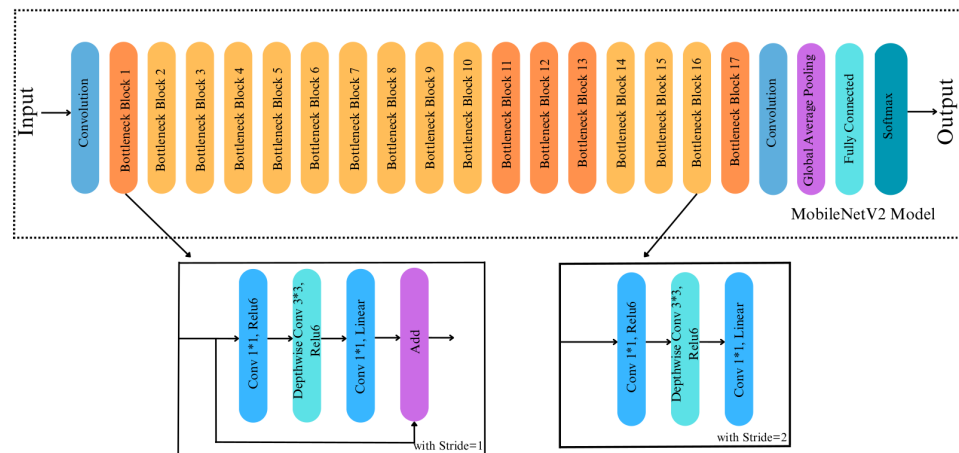 Input
Convolution
Bottleneck Block 1
Bottleneck Block 2
Bottleneck Block 3
Bottleneck Block 4
Bottleneck Block 5
Bottleneck Block 6
Bottleneck Block 7
Bottleneck Block 8
Bottleneck Block 9
Bottleneck Block 10
Bottleneck Block 11
Bottleneck Block 12
Bottleneck Block 13
Bottleneck Block 14
Bottleneck Block 15
Bottleneck Block 16
Bottleneck Block 17
Convolution
Global Average Pooling
Fully Connected
Softmax
Output
MobileNetV2 Model
Conv 1*1, Relu6
Depthwise Conv 3*3,
Relu6
Conv 1*1, Linear
Add
with Stride=1
Conv 1*1, Relu6
Depthwise Conv 3*3,
Relu6
Conv 1*1, Linear
with Stride=2